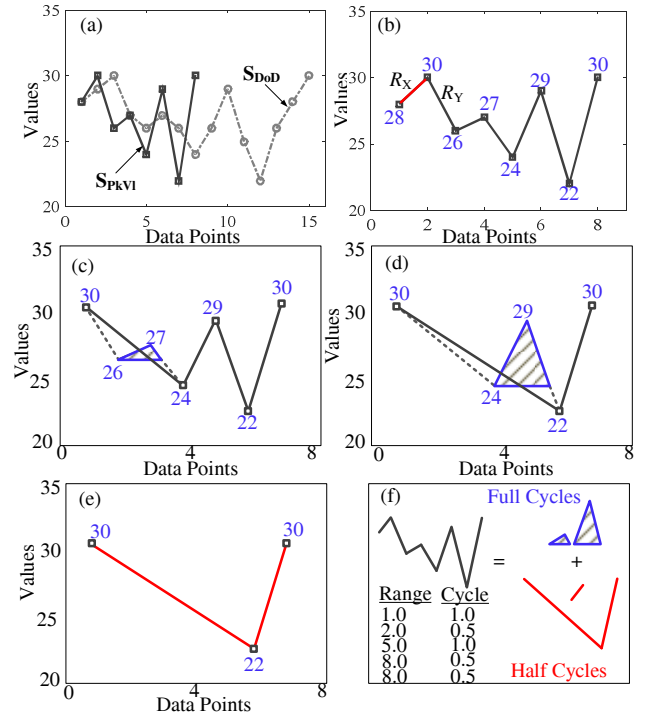 (a)
35
30
25
20
Values
0
5
10
15
Data Points
S_DoD
S_PkVl
(b)
35
30
25
20
Values
0
2
4
6
8
Data Points
R_X
R_Y
28
30
26
27
24
29
22
30
(c)
35
30
25
20
Values
0
4
8
Data Points
30
26
27
24
29
22
30
(d)
35
30
25
20
Values
0
4
8
Data Points
30
24
29
22
30
(e)
35
30
25
20
Values
0
4
8
Data Points
30
22
30
(f)
Full Cycles
=
+
Range Cycle
1.0 1.0
2.0 0.5
5.0 1.0
8.0 0.5
8.0 0.5
Half Cycles